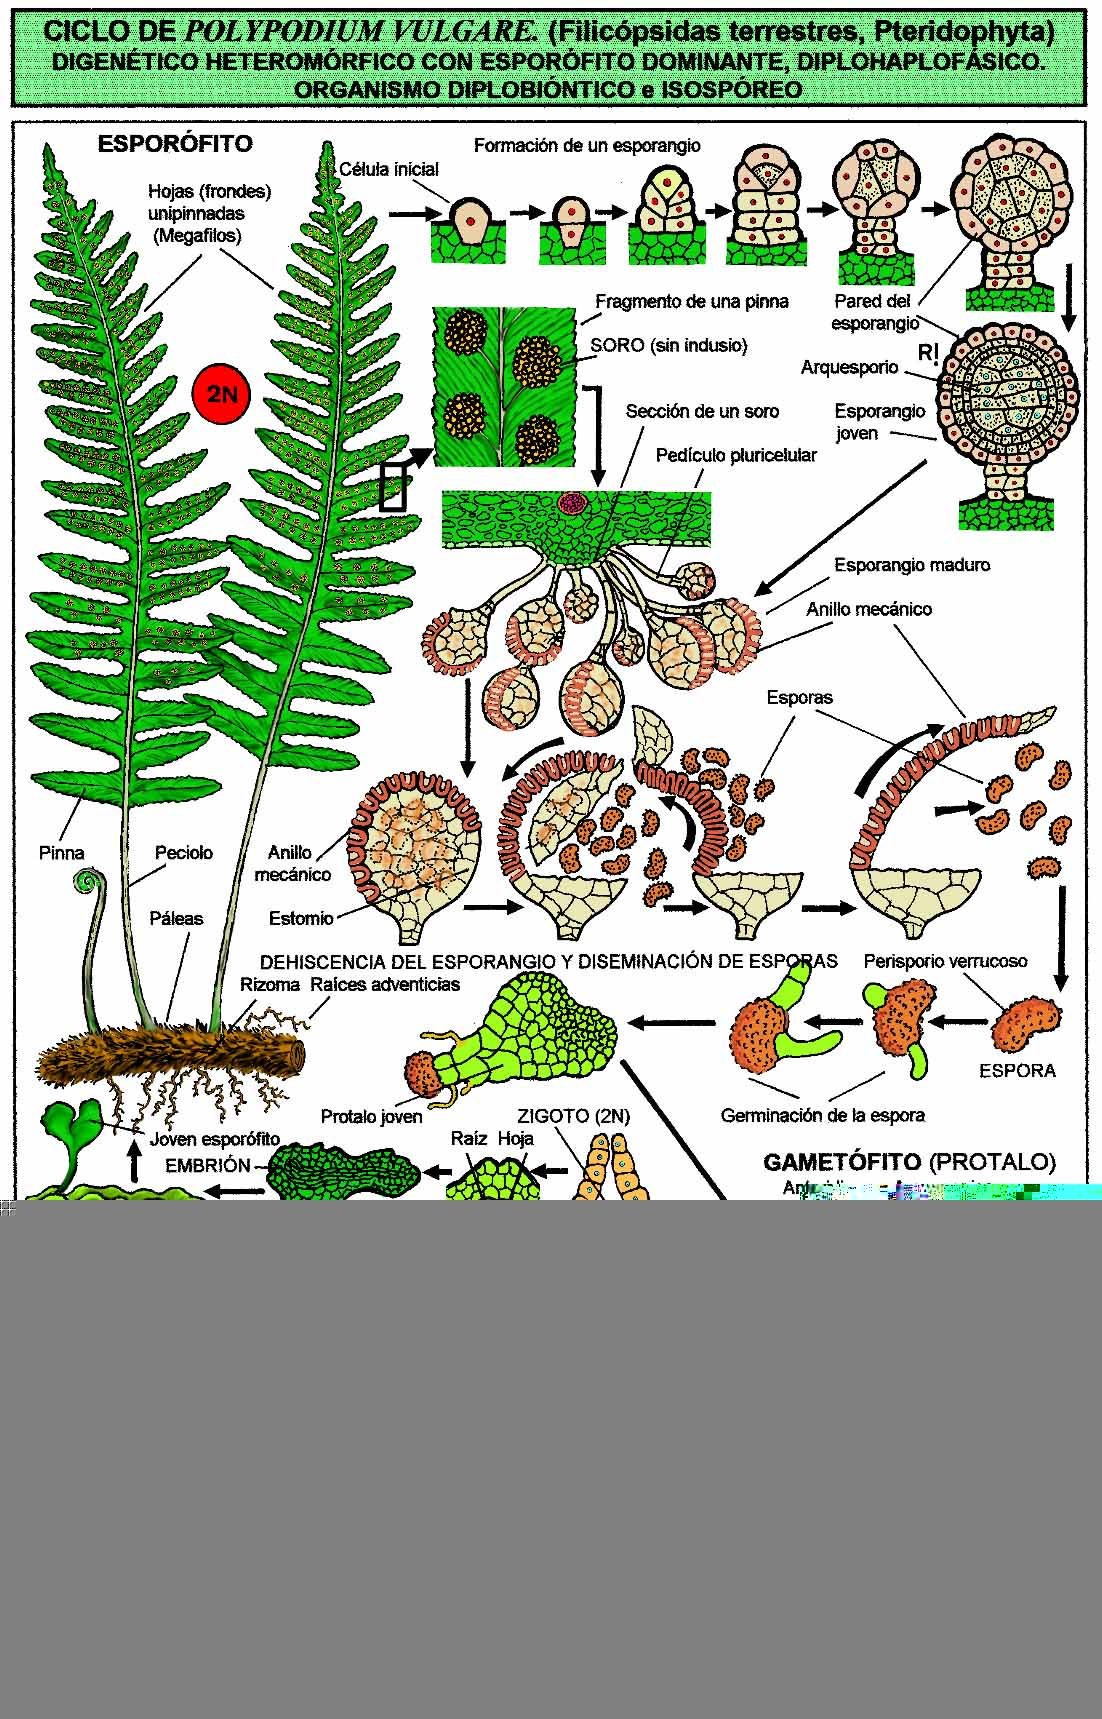 CICLO DE POLYPODIUM VULGARE. (Filicópsidas terrestres, Pteridophyta)
DIGENÉTICO HETEROMÓRFICO CON ESPORÓFITO DOMINANTE, DIPLOHAPLOFÁSICO.
ORGANISMO DIPLOBIÓNTICO e ISOSPÓREO
ESPORÓFITO
Hojas (frondes)
unipinnadas
(Megafilos)
2N
Célula inicial
Formación de un esporangio
Fragmento de una pinna
SORO (sin indusio)
Pared del
esporangio
R!
Arquesporio
Esporangio
joven
Sección de un soro
Pedículo pluricelular
Esporangio maduro
Anillo mecánico
Esporas
Pinna
Peciolo
Páleas
Anillo
mecánico
Estomio
DEHISCENCIA DEL ESPORANGIO Y DISEMINACIÓN DE ESPORAS
Rizoma
Raíces adventicias
Perisporio verrucoso
ESPORA
Germinación de la espora
Protalo joven
ZIGOTO (2N)
Raíz
Hoja
Joven esporófito
EMBRIÓN
GAMETÓFITO (PROTALO)